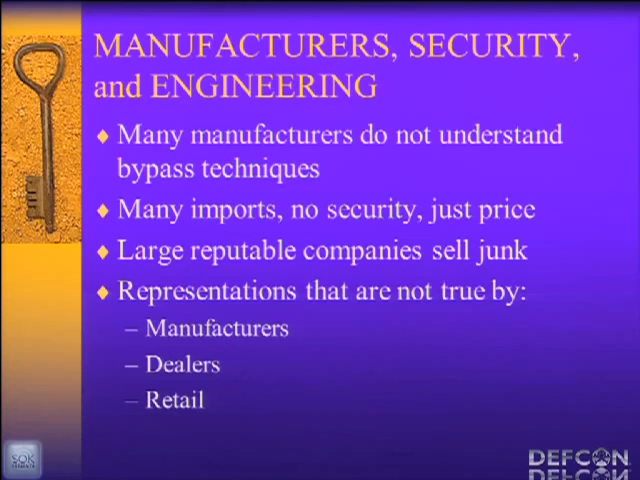 MANUFACTURERS, SECURITY,
and ENGINEERING
Many manufacturers do not understand
bypass techniques
Many imports, no security, just price
Large reputable companies sell junk
Representations that are not true by:
– Manufacturers
– Dealers
– Retail
SOK
DEFCON